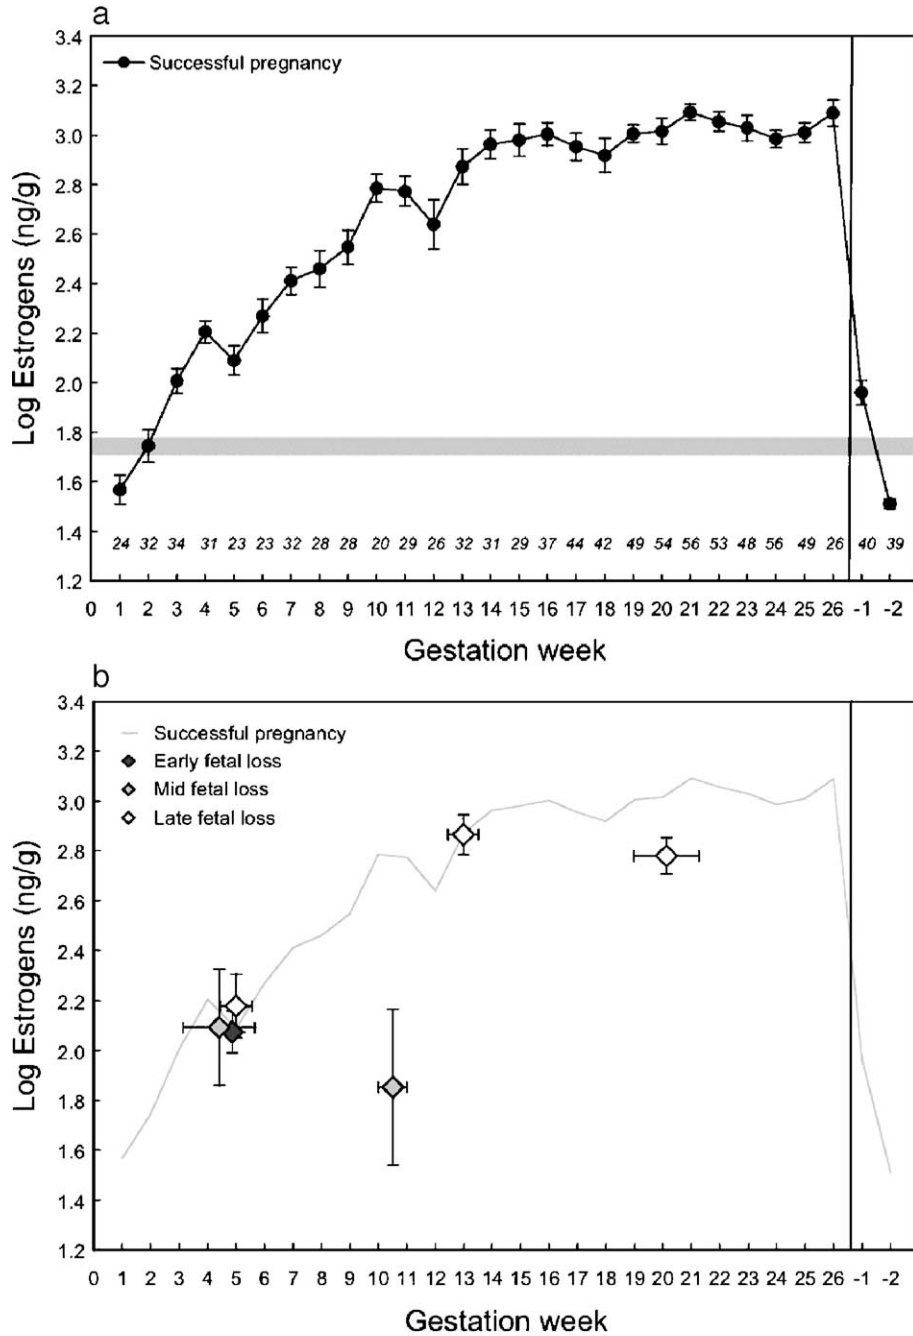 a
3.4
3.2
3.0
2.8
2.6
2.4
2.2
2.0
1.8
1.6
1.4
1.2
Log Estrogens (ng/g)
Successful pregnancy
24 32 34 31 23 23 32 28 28 20 29 26 32 31 29 37 44 42 49 54 56 53 48 56 49 26 40 39
0 1 2 3 4 5 6 7 8 9 10 11 12 13 14 15 16 17 18 19 20 21 22 23 24 25 26 -1 -2
Gestation week
b
3.4
3.2
3.0
2.8
2.6
2.4
2.2
2.0
1.8
1.6
1.4
1.2
Log Estrogens (ng/g)
Successful pregnancy
Early fetal loss
Mid fetal loss
Late fetal loss
0 1 2 3 4 5 6 7 8 9 10 11 12 13 14 15 16 17 18 19 20 21 22 23 24 25 26 -1 -2
Gestation week